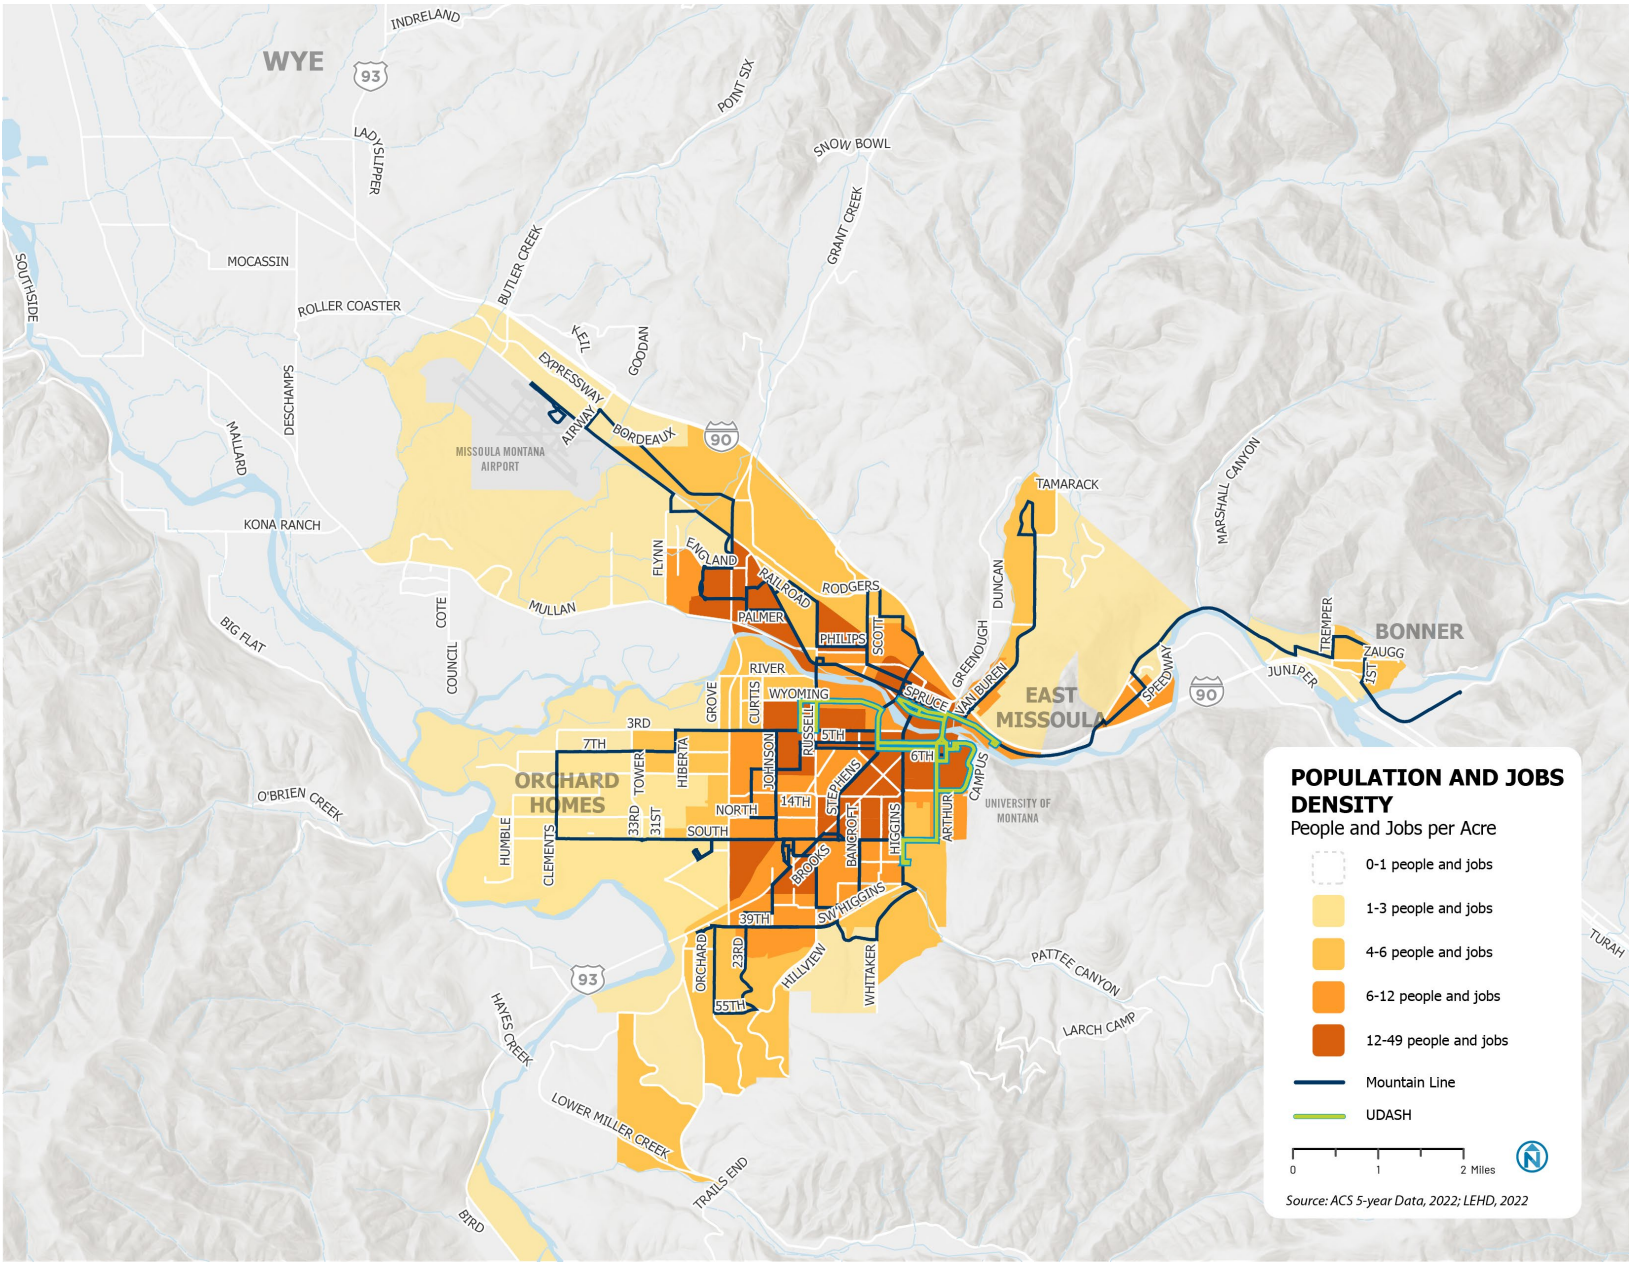 INDRELAND
WYE
93
POINT SIX
LADYSLIPPER
SNOW BOWL
GRANT CREEK
BUTLER CREEK
MOCASSIN
SOUTHSIDE
ROLLER COASTER
KEIL
GOODAN
EXPRESSWAY
DESCHAMPS
AIRWAY
BORDEAUX
90
MALLARD
MISSOULA MONTANA
AIRPORT
MARSHALL CANYON
TAMARACK
KONA RANCH
FLYNN
ENGLAND
RAILROAD
RODGERS
DUNCAN
COTE
MULLAN
PALMER
PHILIPS
SCOTT
GREENOUGH
TREMPER
BONNER
BIG FLAT
COUNCIL
RIVER
ZAUGG
1ST
JUNIPER
SPEEDWAY
90
GROVE
CURTIS
WYOMING
SPRUCE
VAN BUREN
EAST
MISSOULA
3RD
RUSSELL
5TH
7TH
TOWER
HIBERTA
JOHNSON
6TH
CAMPUS
ORCHARD
HOMES
STEPHENS
O'BRIEN CREEK
NORTH
14TH
33RD
31ST
SOUTH
BANCROFT
HIGGINS
ARTHUR
UNIVERSITY OF
MONTANA
HUMBLE
CLEMENTS
BROOKS
39TH
SW HIGGINS
ORCHARD
23RD
HILLVIEW
WHITAKER
PATTEE CANYON
TURAH
93
55TH
HAYES CREEK
LARCH CAMP
LOWER MILLER CREEK
TRAILS END
BIRD
POPULATION AND JOBS
DENSITY
People and Jobs per Acre
0-1 people and jobs
1-3 people and jobs
4-6 people and jobs
6-12 people and jobs
12-49 people and jobs
Mountain Line
UDASH
0 1 2 Miles
N
Source: ACS 5-year Data, 2022; LEHD, 2022